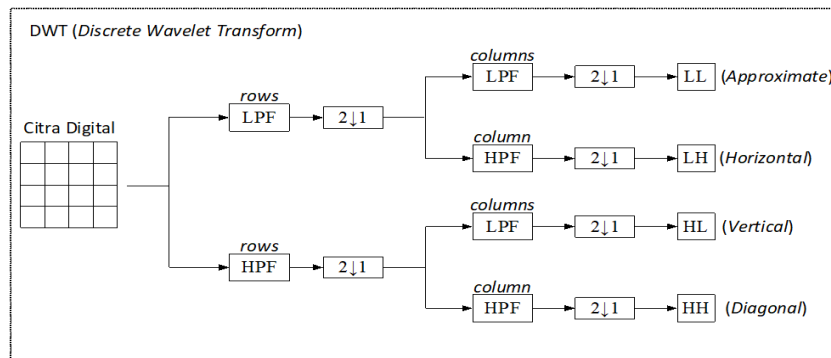 DWT (Discrete Wavelet Transform)
columns
LPF 2↓1 LL (Approximate)
rows
LPF 2↓1
Citra Digital
column
HPF 2↓1 LH (Horizontal)
columns
LPF 2↓1 HL (Vertical)
rows
HPF 2↓1
column
HPF 2↓1 HH (Diagonal)